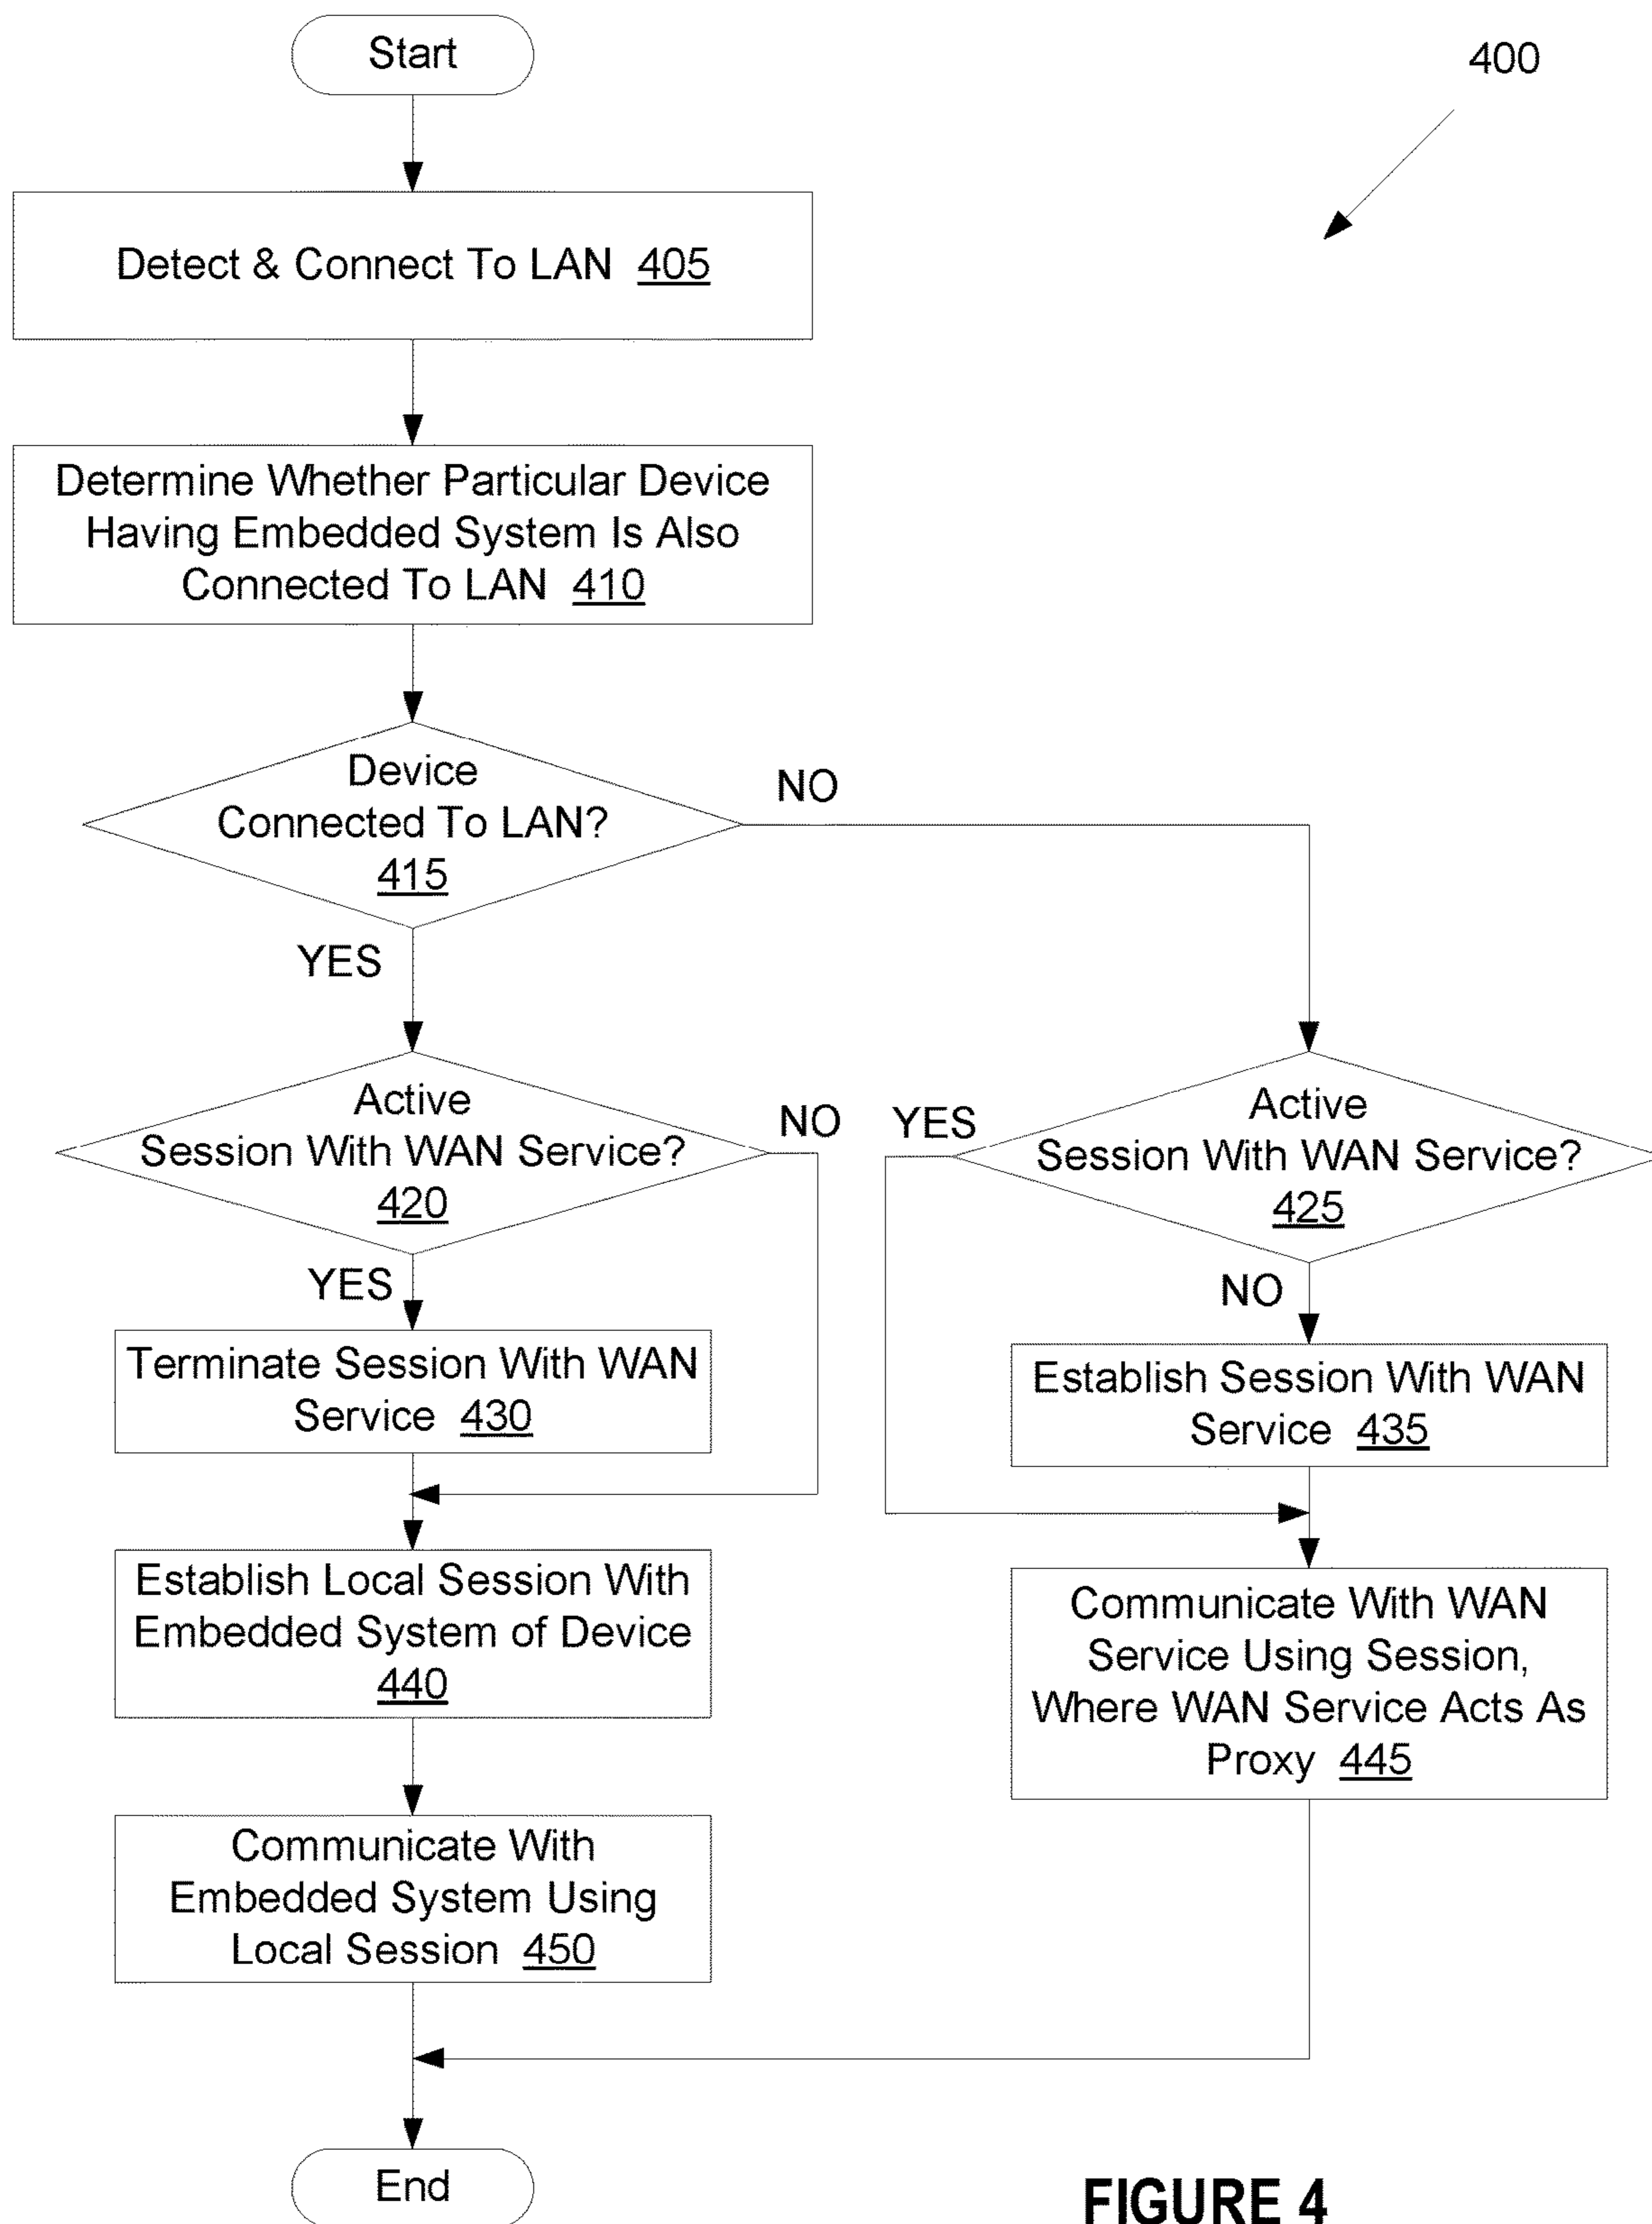 Start
400
Detect & Connect To LAN 405
Determine Whether Particular Device
Having Embedded System Is Also
Connected To LAN 410
Device
Connected To LAN?
415
NO
YES
Active
Session With WAN Service?
420
NO
YES
Active
Session With WAN Service?
425
YES
NO
Terminate Session With WAN
Service 430
Establish Session With WAN
Service 435
Establish Local Session With
Embedded System of Device
440
Communicate With WAN
Service Using Session,
Where WAN Service Acts As
Proxy 445
Communicate With
Embedded System Using
Local Session 450
End
FIGURE 4